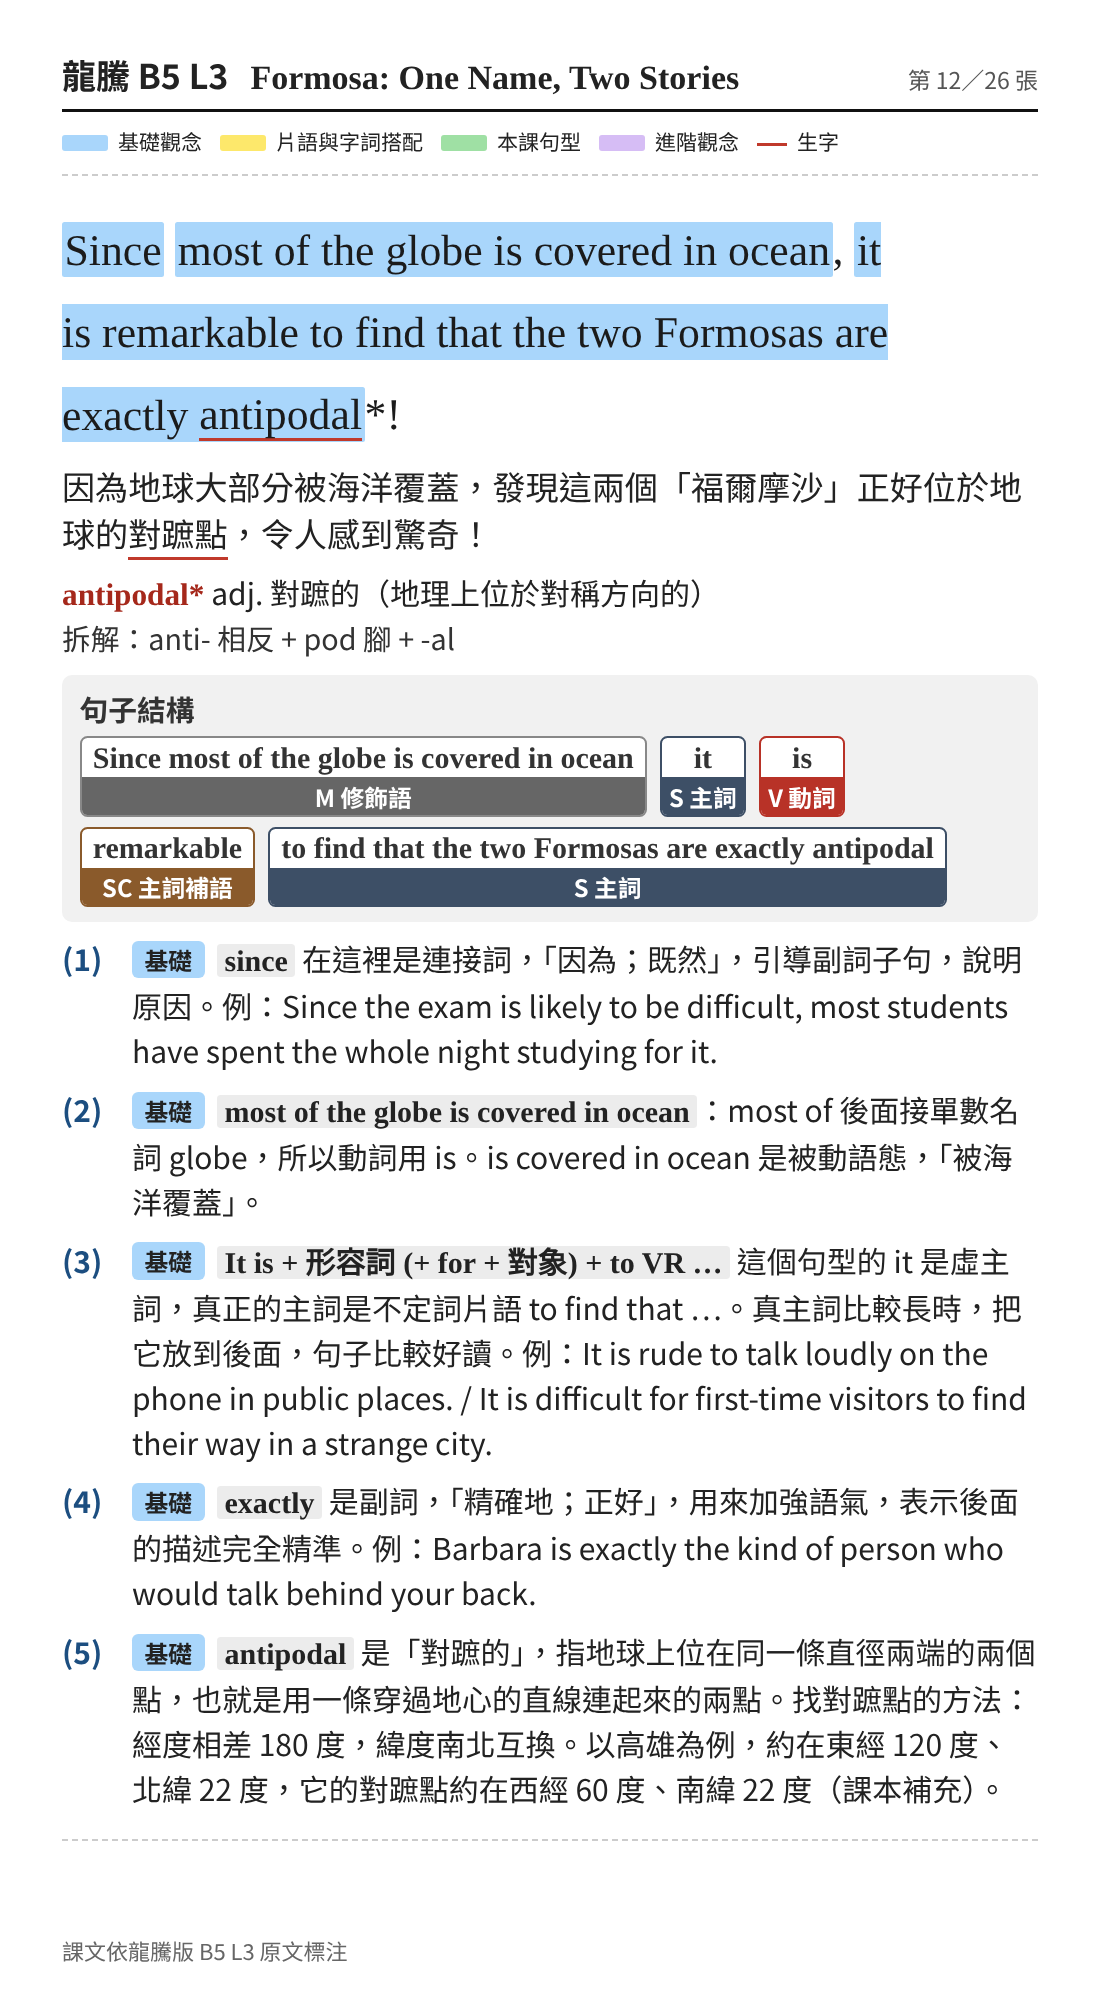 龍騰 B5 L3 Formosa: One Name, Two Stories 第 12／26 張
基礎觀念 片語與字詞搭配 本課句型 進階觀念 生字
Since most of the globe is covered in ocean, it
is remarkable to find that the two Formosas are
exactly antipodal*!
因為地球大部分被海洋覆蓋，發現這兩個「福爾摩沙」正好位於地
球的對蹠點，令人感到驚奇！
antipodal* adj. 對蹠的（地理上位於對稱方向的）
拆解：anti- 相反 + pod 腳 + -al
句子結構
Since most of the globe is covered in ocean it is
M 修飾語 S 主詞 V 動詞
remarkable to find that the two Formosas are exactly antipodal
SC 主詞補語 S 主詞
(1) 基礎 since 在這裡是連接詞，「因為；既然」，引導副詞子句，說明
原因。例：Since the exam is likely to be difficult, most students
have spent the whole night studying for it.
(2) 基礎 most of the globe is covered in ocean：most of 後面接單數名
詞 globe，所以動詞用 is。is covered in ocean 是被動語態，「被海
洋覆蓋」。
(3) 基礎 It is + 形容詞 (+ for + 對象) + to VR … 這個句型的 it 是虛主
詞，真正的主詞是不定詞片語 to find that …。真主詞比較長時，把
它放到後面，句子比較好讀。例：It is rude to talk loudly on the
phone in public places. / It is difficult for first-time visitors to find
their way in a strange city.
(4) 基礎 exactly 是副詞，「精確地；正好」，用來加強語氣，表示後面
的描述完全精準。例：Barbara is exactly the kind of person who
would talk behind your back.
(5) 基礎 antipodal 是「對蹠的」，指地球上位在同一條直徑兩端的兩個
點，也就是用一條穿過地心的直線連起來的兩點。找對蹠點的方法：
經度相差 180 度，緯度南北互換。以高雄為例，約在東經 120 度、
北緯 22 度，它的對蹠點約在西經 60 度、南緯 22 度（課本補充）。
課文依龍騰版 B5 L3 原文標注